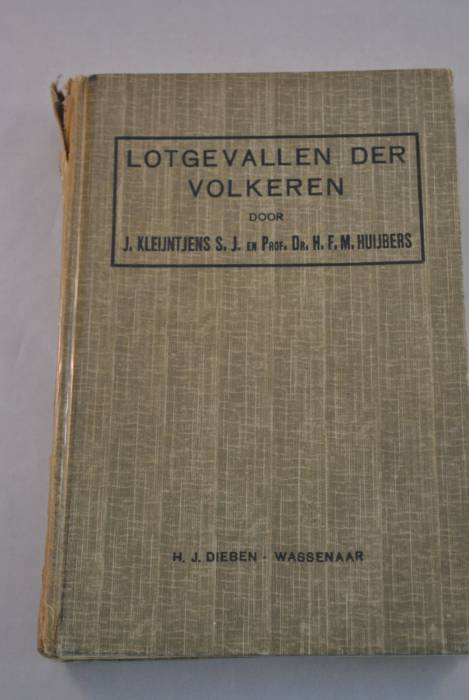 LOTGEVALLEN DER
VOLKEREN
DOOR
J. KLEIJNTJENS S. J. EN PROF. DR. H. F. M. HUIJBERS
H. J. DIEBEN - WASSENAAR